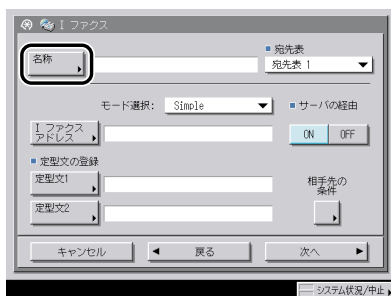 I ファクス
名称
宛先表
宛先表 1
モード選択: Simple
サーバの経由
I ファクス
アドレス
ON OFF
定型文の登録
定型文1
相手先の
条件
定型文2
キャンセル 戻る 次へ
システム状況/中止